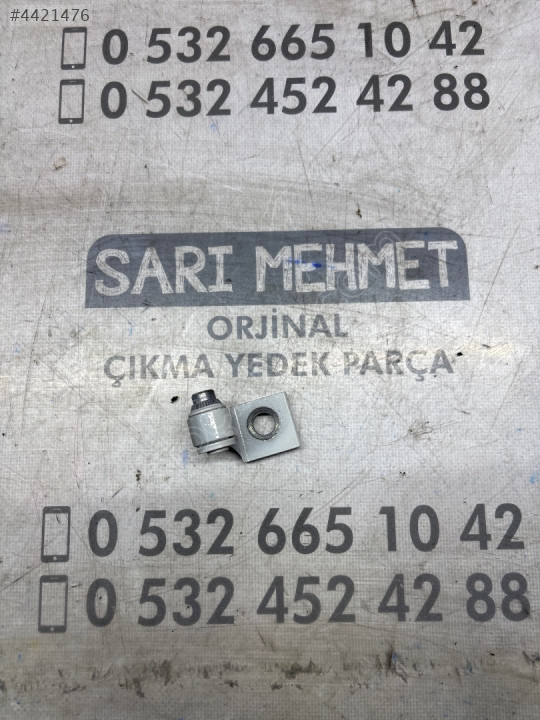 #4421476
0 532 665 10 42
0 532 452 42 88
SARI MEHMET
ORJİNAL
ÇIKMA YEDEK PARÇA
0 532 665 10 42
0 532 452 42 88